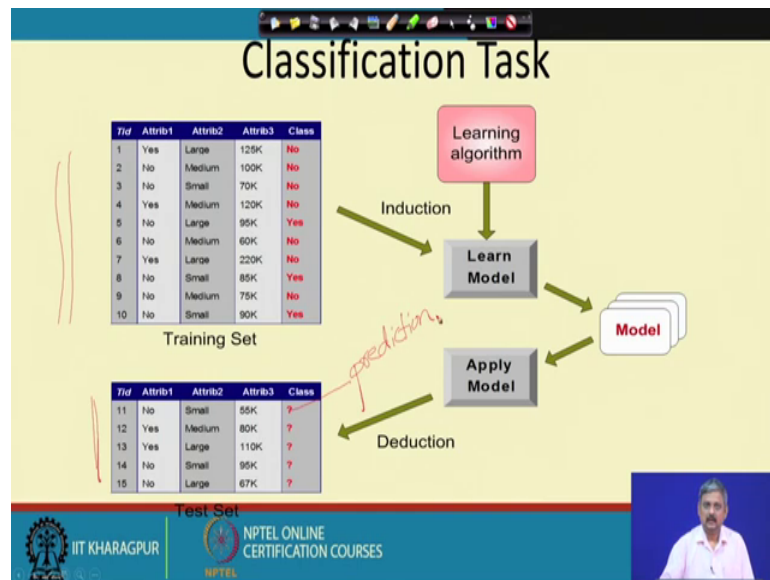 Classification Task
Tid Attrib1 Attrib2 Attrib3 Class
1 Yes Large 125K No
2 No Medium 100K No
3 No Small 70K No
4 Yes Medium 120K No
5 No Large 95K Yes
6 No Medium 60K No
7 Yes Large 220K No
8 No Small 85K Yes
9 No Medium 75K No
10 No Small 90K Yes
Training Set
Learning
algorithm
Induction
Learn
Model
Model
prediction.
Apply
Model
Deduction
Tid Attrib1 Attrib2 Attrib3 Class
11 No Small 55K ?
12 Yes Medium 80K ?
13 Yes Large 110K ?
14 No Small 95K ?
15 No Large 67K ?
Test Set
IIT KHARAGPUR
NPTEL
NPTEL ONLINE
CERTIFICATION COURSES